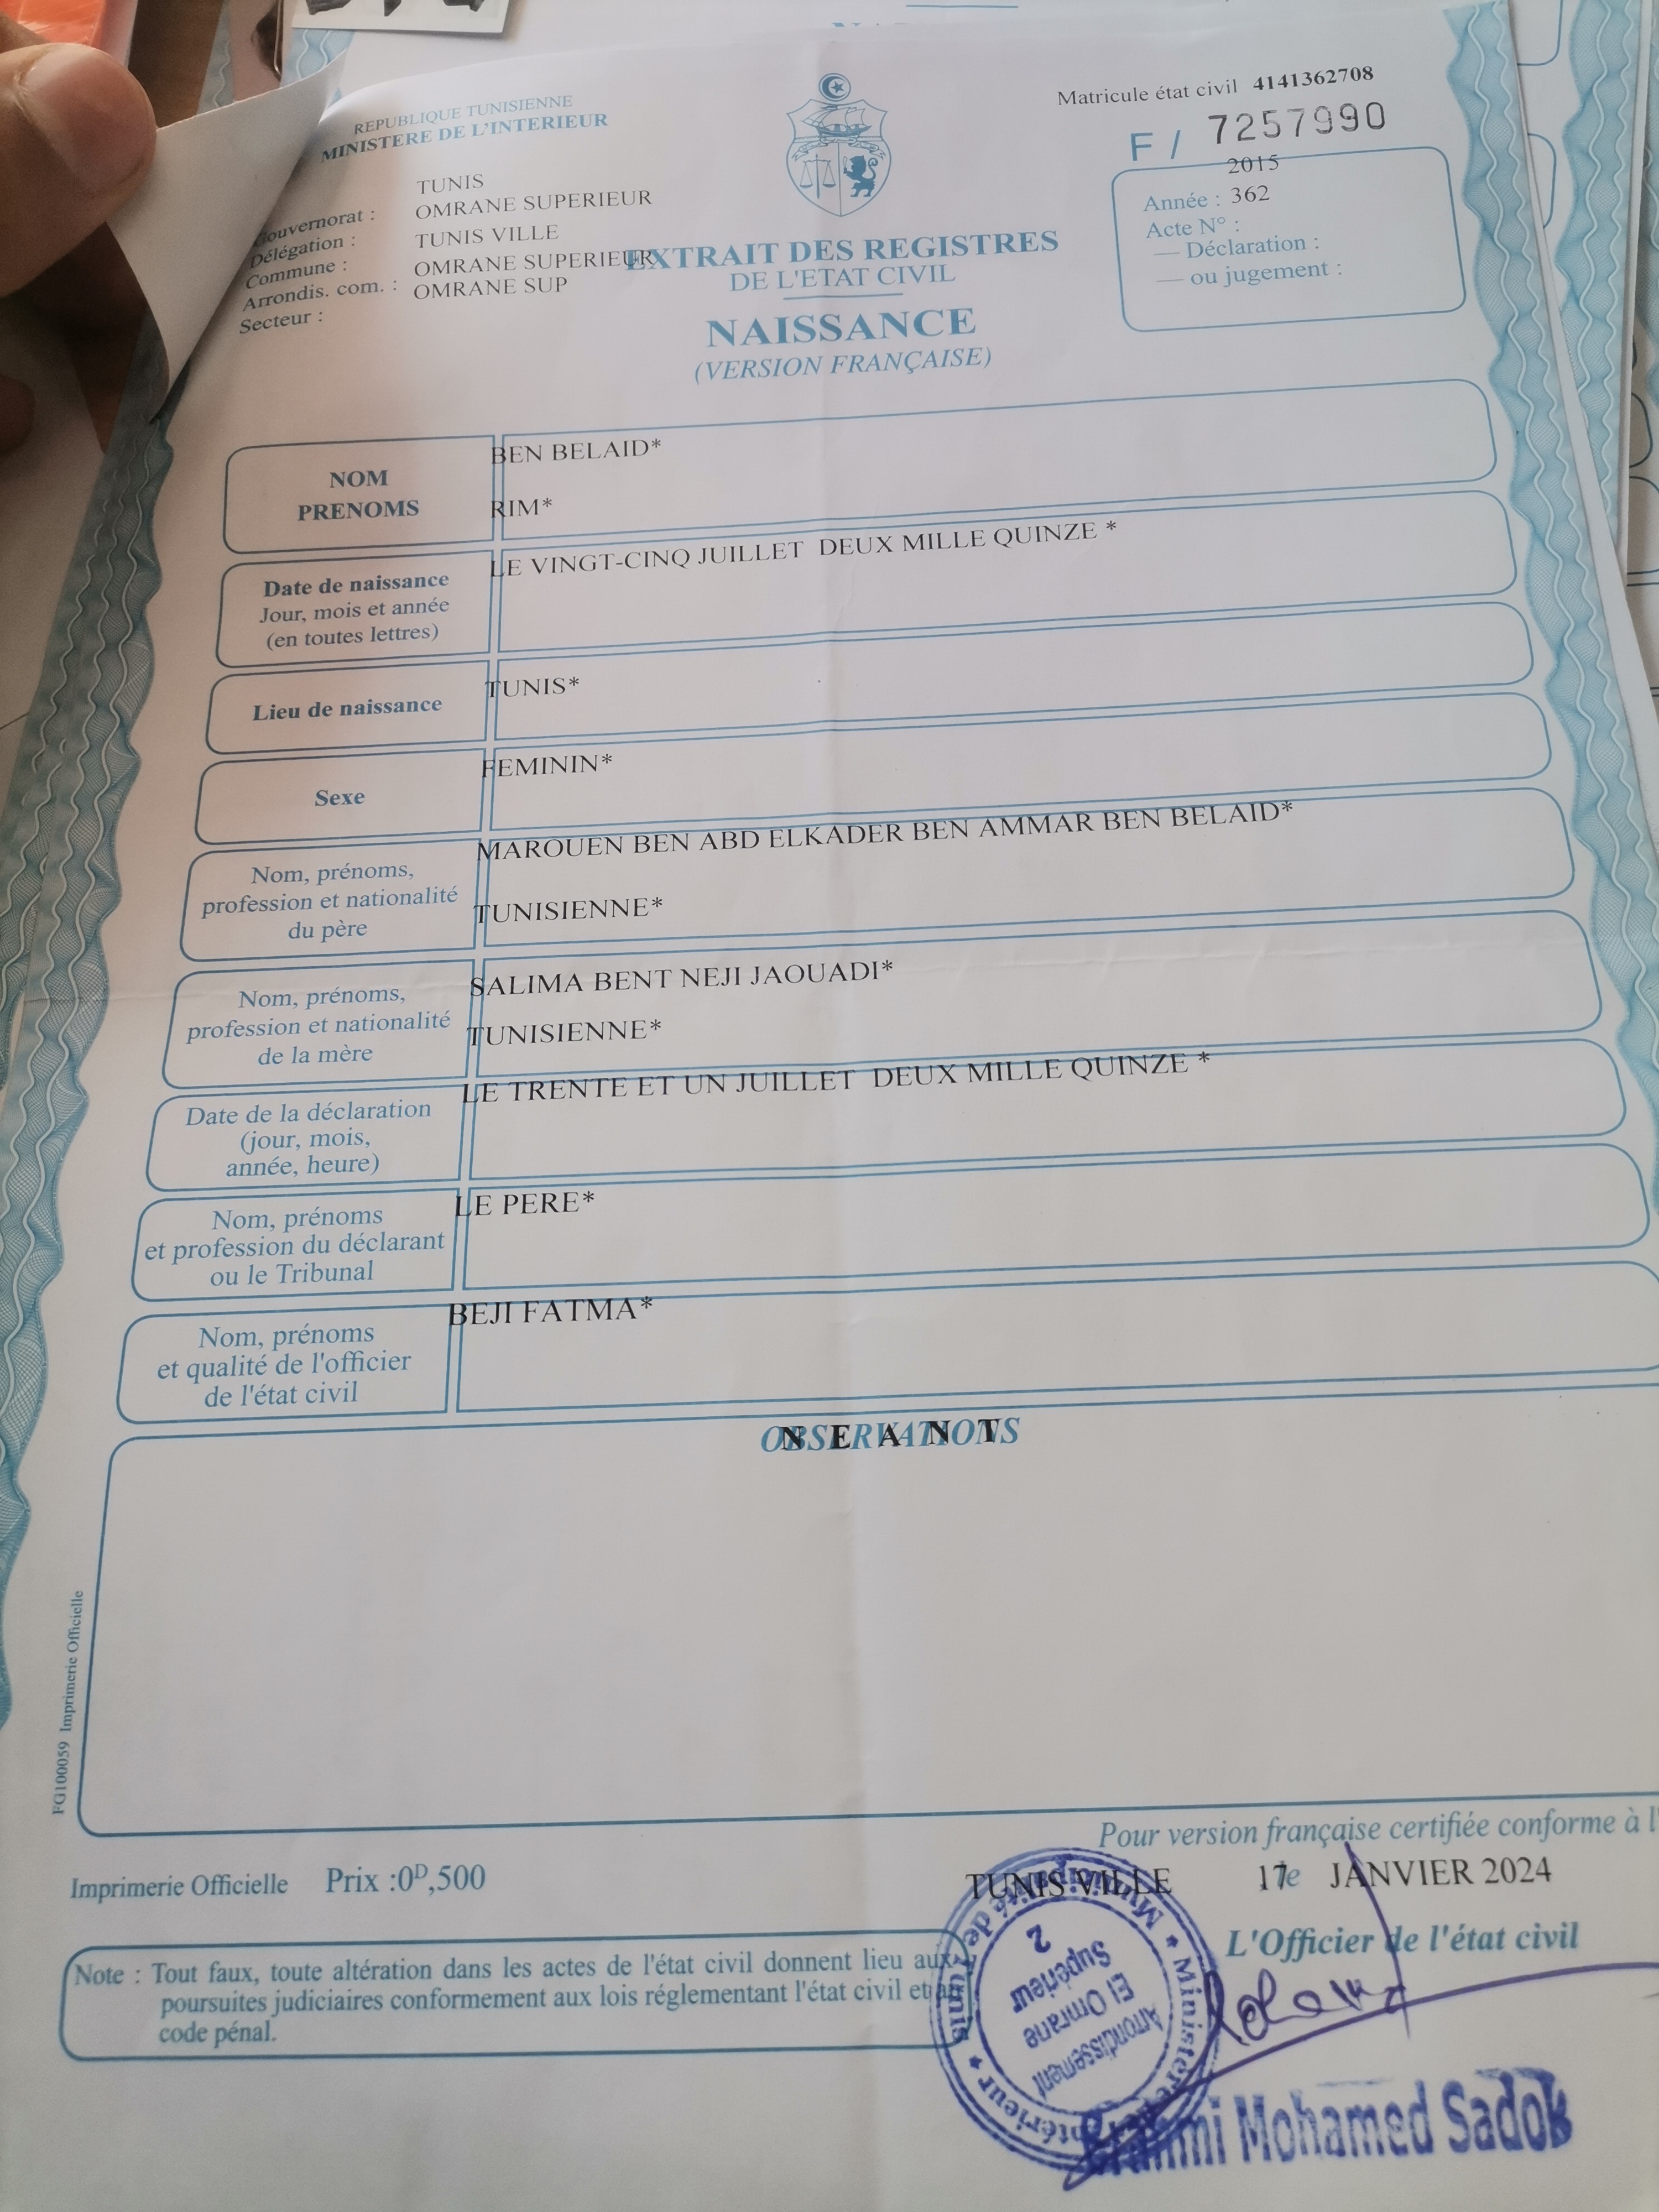 REPUBLIQUE TUNISIENNE
MINISTERE DE L'INTERIEUR
Matricule état civil 4141362708
F / 7257990
TUNIS
Gouvernorat : OMRANE SUPERIEUR
Délégation : TUNIS VILLE
Commune : OMRANE SUPERIEUR
Arrondis. com. : OMRANE SUP
Secteur :
2015
Année : 362
Acte N° :
— Déclaration :
— ou jugement :
EXTRAIT DES REGISTRES
DE L'ETAT CIVIL
NAISSANCE
(VERSION FRANÇAISE)
NOM
PRENOMS
BEN BELAID*
RIM*
Date de naissance
Jour, mois et année
(en toutes lettres)
LE VINGT-CINQ JUILLET DEUX MILLE QUINZE *
Lieu de naissance
TUNIS*
Sexe
FEMININ*
Nom, prénoms,
profession et nationalité
du père
MAROUEN BEN ABD ELKADER BEN AMMAR BEN BELAID*
TUNISIENNE*
Nom, prénoms,
profession et nationalité
de la mère
SALIMA BENT NEJI JAOUADI*
TUNISIENNE*
Date de la déclaration
(jour, mois,
année, heure)
LE TRENTE ET UN JUILLET DEUX MILLE QUINZE *
Nom, prénoms
et profession du déclarant
ou le Tribunal
LE PERE*
Nom, prénoms
et qualité de l'officier
de l'état civil
BEJI FATMA*
OBSERVATIONS
N E A N T
FG100059 Imprimerie Officielle
Pour version française certifiée conforme à l'
Imprimerie Officielle Prix :0D,500
TUNIS VILLE 17 le JANVIER 2024
L'Officier de l'état civil
Note : Tout faux, toute altération dans les actes de l'état civil donnent lieu aux
poursuites judiciaires conformement aux lois réglementant l'état civil et au
code pénal.
Municipalité de Tunis
Arrondissement
El Omrane
Supérieur
2
Mohamed Sadok